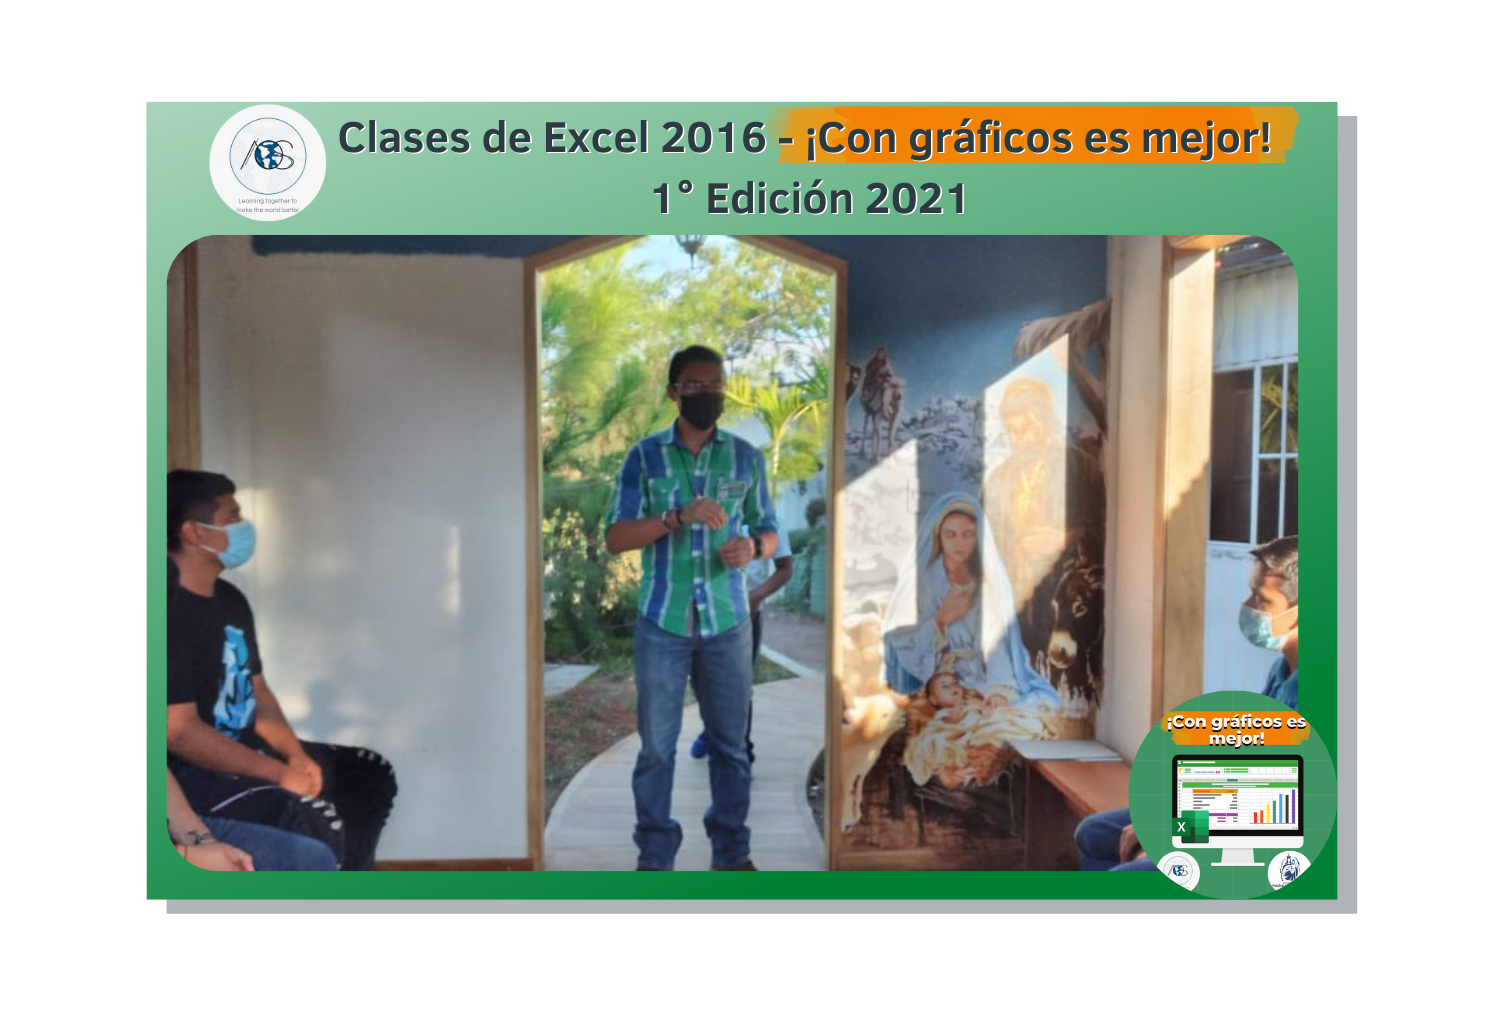 Clases de Excel 2016 - ¡Con gráficos es mejor!
1° Edición 2021
AOS
Learning together to
make the world better
¡Con gráficos es
mejor!
X